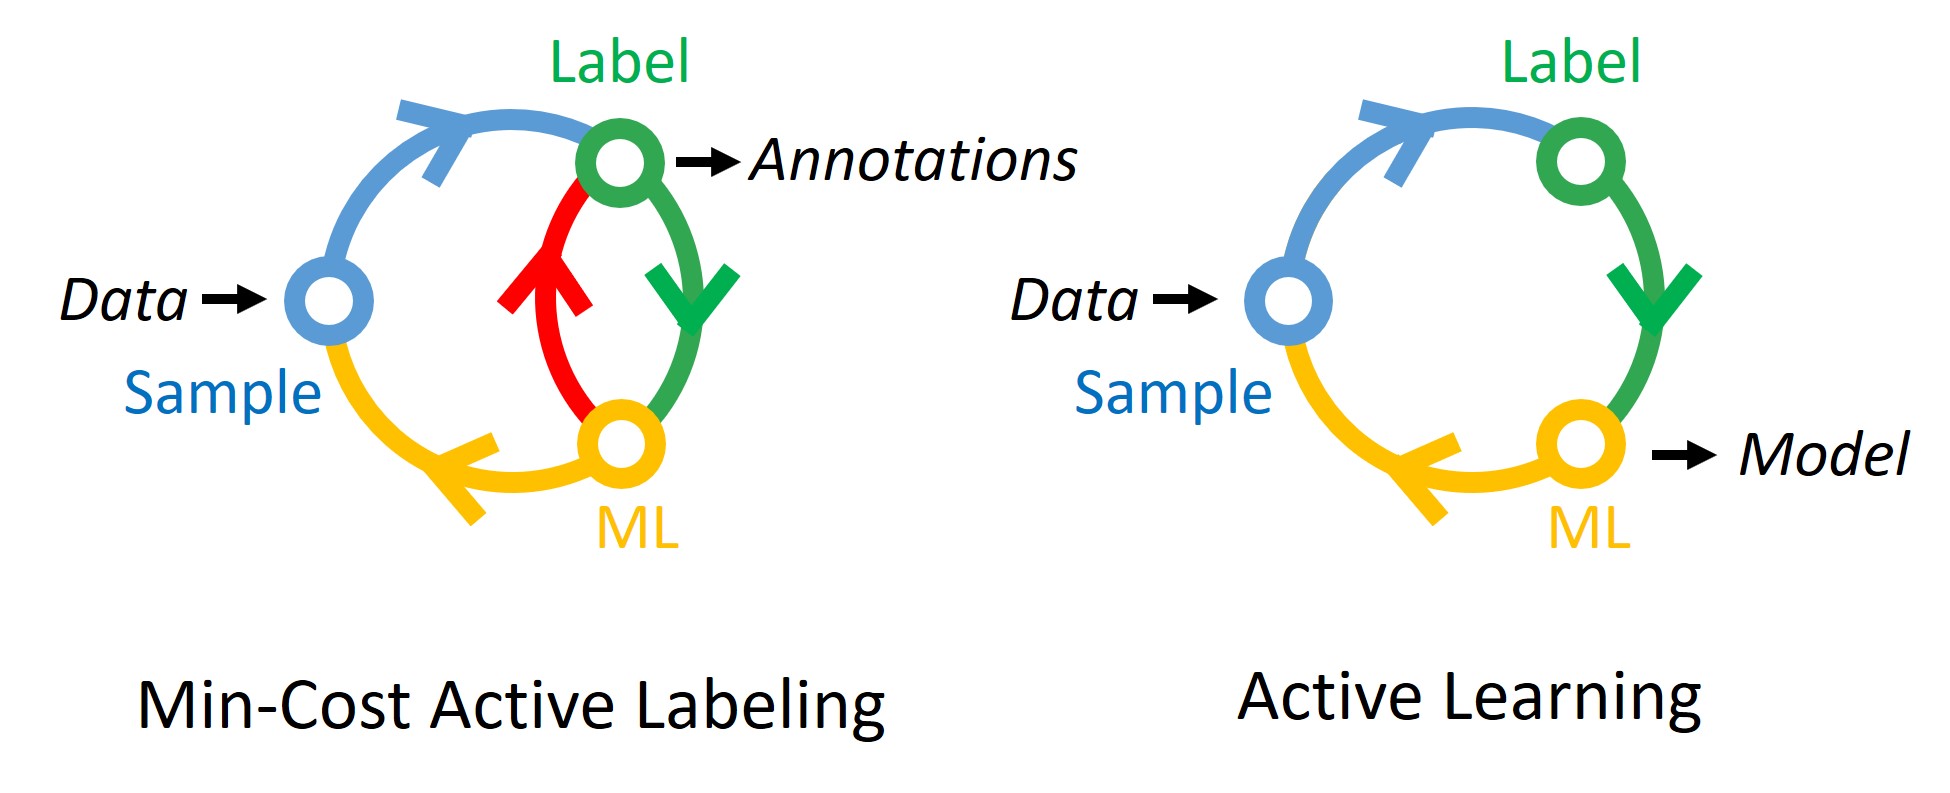 Label
Annotations
Data
Sample
ML
Min-Cost Active Labeling
Label
Data
Sample
Model
ML
Active Learning